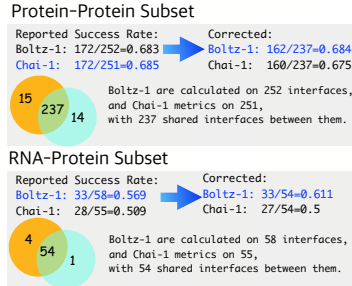 Protein-Protein Subset
Reported Success Rate:
Boltz-1: 172/252=0.683
Chai-1: 172/251=0.685
Corrected:
Boltz-1: 162/237=0.684
Chai-1: 160/237=0.675
15
237
14
Boltz-1 are calculated on 252 interfaces,
and Chai-1 metrics on 251,
with 237 shared interfaces between them.
RNA-Protein Subset
Reported Success Rate:
Boltz-1: 33/58=0.569
Chai-1: 28/55=0.509
Corrected:
Boltz-1: 33/54=0.611
Chai-1: 27/54=0.5
4
54
1
Boltz-1 are calculated on 58 interfaces,
and Chai-1 metrics on 55,
with 54 shared interfaces between them.